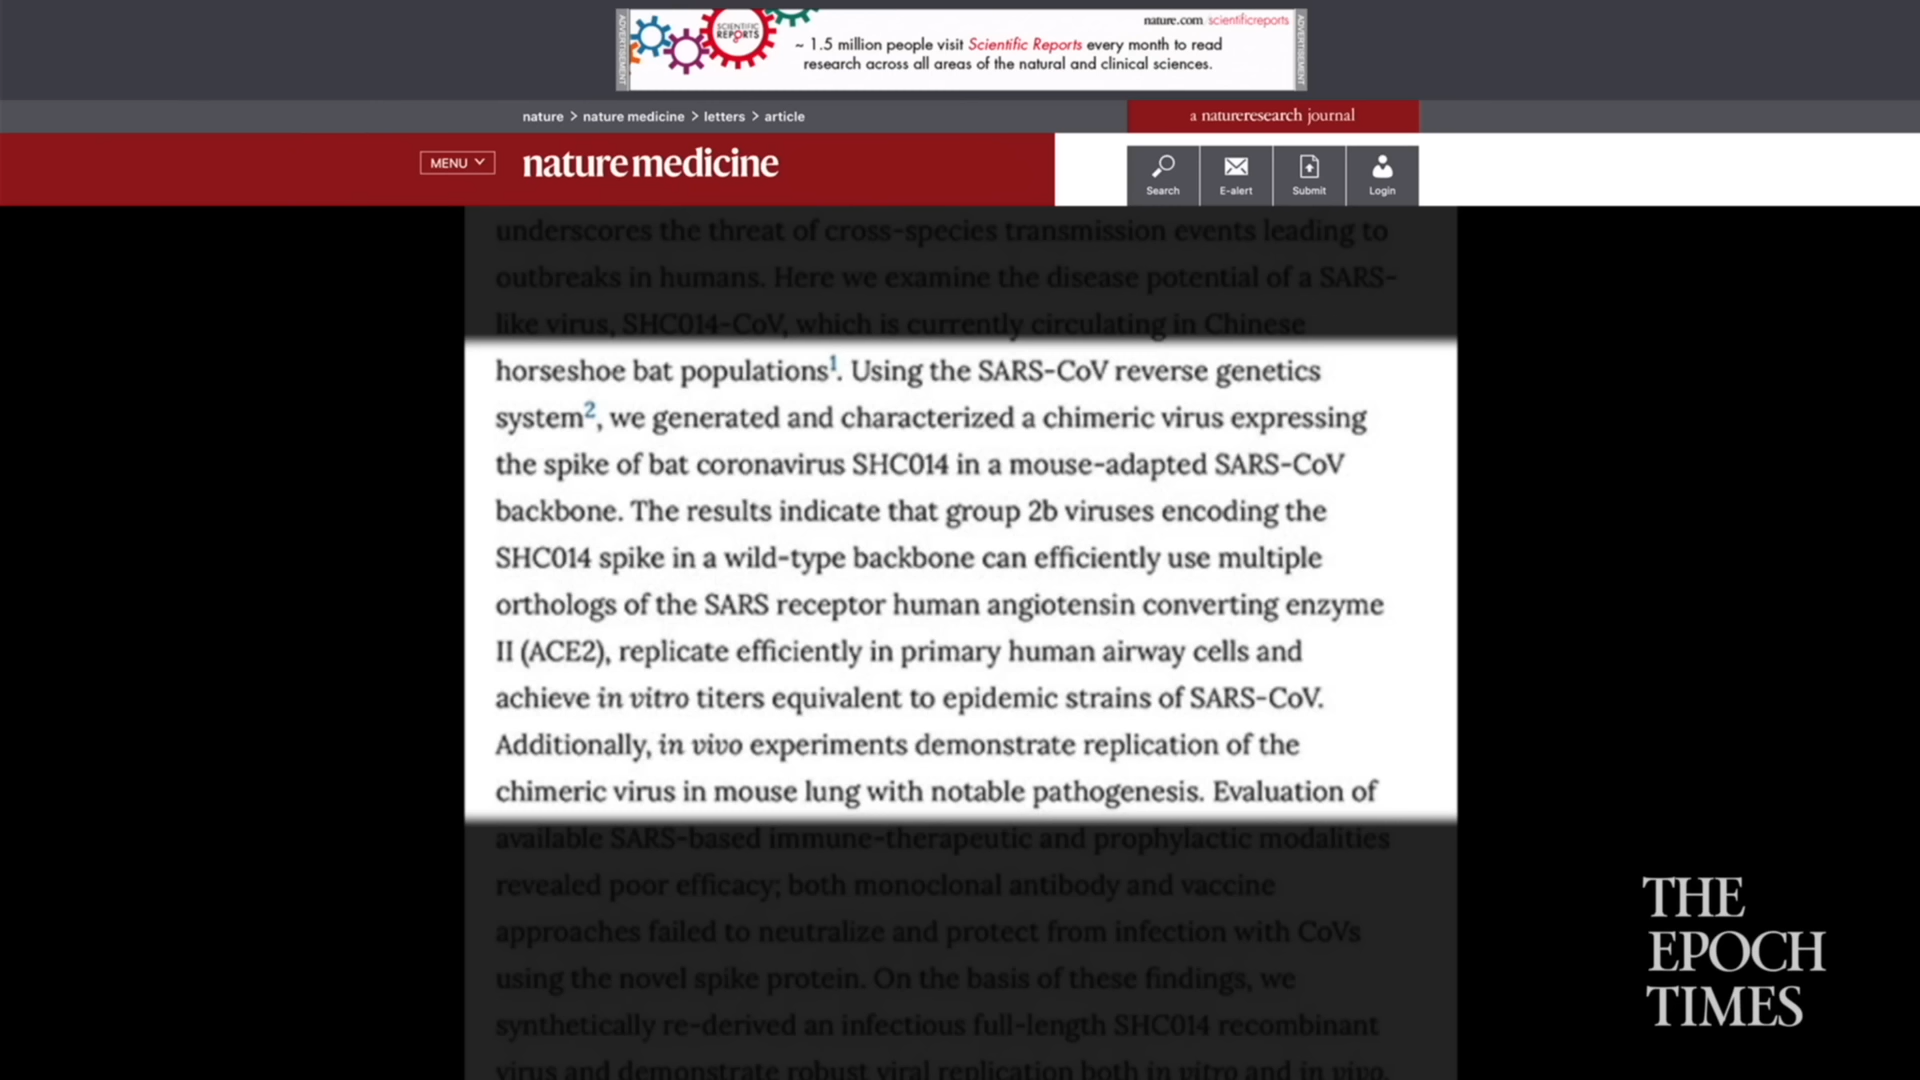 nature.com/scientificreports
SCIENTIFIC
REPORTS
~ 1.5 million people visit Scientific Reports every month to read
research across all areas of the natural and clinical sciences.
ADVERTISEMENT
ADVERTISEMENT
nature > nature medicine > letters > article
a natureresearch journal
MENU
naturemedicine
Search
E-alert
Submit
Login
underscores the threat of cross-species transmission events leading to
outbreaks in humans. Here we examine the disease potential of a SARS-
like virus, SHC014-CoV, which is currently circulating in Chinese
horseshoe bat populations1. Using the SARS-CoV reverse genetics
system2, we generated and characterized a chimeric virus expressing
the spike of bat coronavirus SHC014 in a mouse-adapted SARS-CoV
backbone. The results indicate that group 2b viruses encoding the
SHC014 spike in a wild-type backbone can efficiently use multiple
orthologs of the SARS receptor human angiotensin converting enzyme
II (ACE2), replicate efficiently in primary human airway cells and
achieve in vitro titers equivalent to epidemic strains of SARS-CoV.
Additionally, in vivo experiments demonstrate replication of the
chimeric virus in mouse lung with notable pathogenesis. Evaluation of
available SARS-based immune-therapeutic and prophylactic modalities
revealed poor efficacy; both monoclonal antibody and vaccine
approaches failed to neutralize and protect from infection with CoVs
using the novel spike protein. On the basis of these findings, we
synthetically re-derived an infectious full-length SHC014 recombinant
virus and demonstrate robust viral replication both in vitro and in vivo.
THE
EPOCH
TIMES